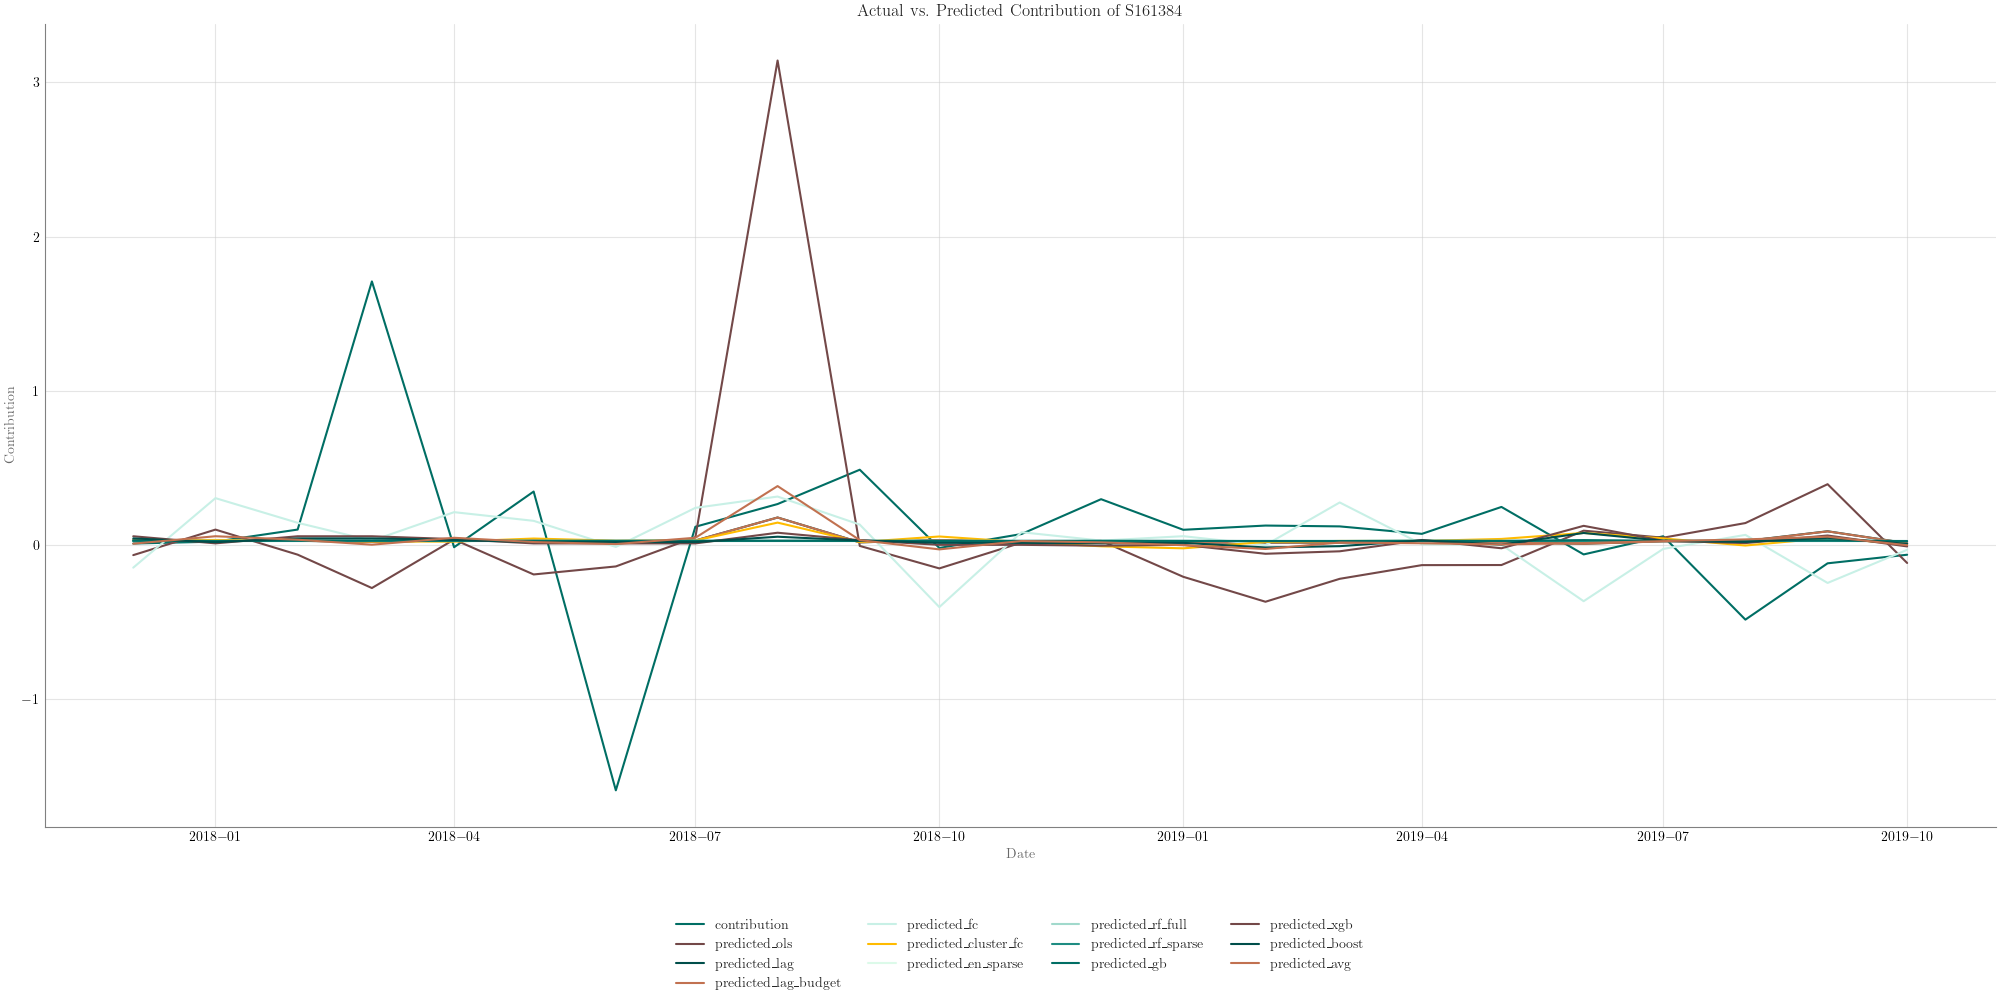 Actual vs. Predicted Contribution of S161384
Contribution
3
2
1
0
−1
2018−01 2018−04 2018−07 2018−10 2019−01 2019−04 2019−07 2019−10
Date
contribution predicted_fc predicted_rf_full predicted_xgb
predicted_ols predicted_cluster_fc predicted_rf_sparse predicted_boost
predicted_lag predicted_en_sparse predicted_gb predicted_avg
predicted_lag_budget